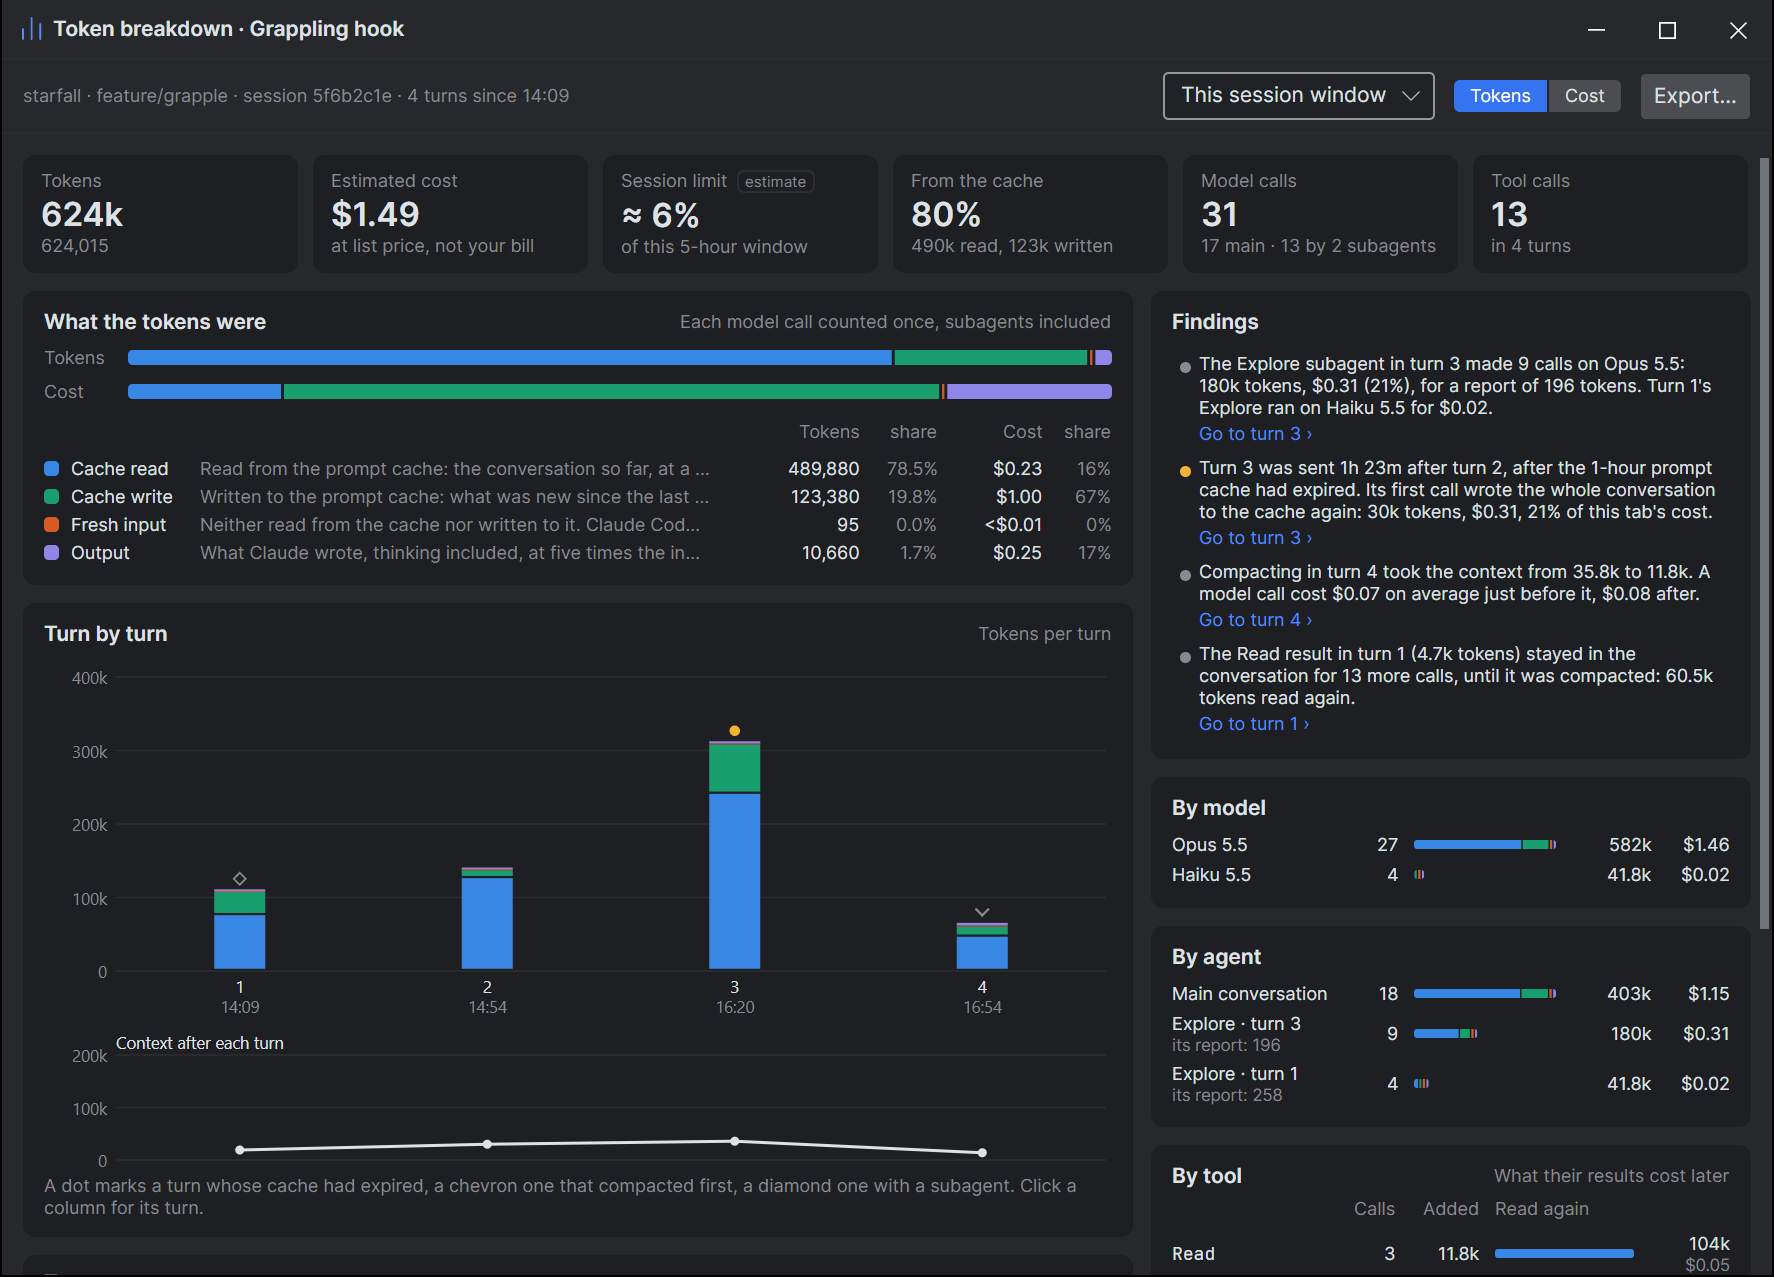 Token breakdown · Grappling hook
starfall · feature/grapple · session 5f6b2c1e · 4 turns since 14:09
This session window
Tokens
Cost
Export...
Tokens
624k
624,015
Estimated cost
$1.49
at list price, not your bill
Session limit estimate
≈ 6%
of this 5-hour window
From the cache
80%
490k read, 123k written
Model calls
31
17 main · 13 by 2 subagents
Tool calls
13
in 4 turns
What the tokens were
Each model call counted once, subagents included
Tokens
Cost
Tokens share Cost share
Cache read Read from the prompt cache: the conversation so far, at a ... 489,880 78.5% $0.23 16%
Cache write Written to the prompt cache: what was new since the last ... 123,380 19.8% $1.00 67%
Fresh input Neither read from the cache nor written to it. Claude Cod... 95 0.0% <$0.01 0%
Output What Claude wrote, thinking included, at five times the in... 10,660 1.7% $0.25 17%
Turn by turn
Tokens per turn
400k
300k
200k
100k
0
1 2 3 4
14:09 14:54 16:20 16:54
Context after each turn
200k
100k
0
A dot marks a turn whose cache had expired, a chevron one that compacted first, a diamond one with a subagent. Click a
column for its turn.
Findings
The Explore subagent in turn 3 made 9 calls on Opus 5.5:
180k tokens, $0.31 (21%), for a report of 196 tokens. Turn 1's
Explore ran on Haiku 5.5 for $0.02.
Go to turn 3 ›
Turn 3 was sent 1h 23m after turn 2, after the 1-hour prompt
cache had expired. Its first call wrote the whole conversation
to the cache again: 30k tokens, $0.31, 21% of this tab's cost.
Go to turn 3 ›
Compacting in turn 4 took the context from 35.8k to 11.8k. A
model call cost $0.07 on average just before it, $0.08 after.
Go to turn 4 ›
The Read result in turn 1 (4.7k tokens) stayed in the
conversation for 13 more calls, until it was compacted: 60.5k
tokens read again.
Go to turn 1 ›
By model
Opus 5.5 27 582k $1.46
Haiku 5.5 4 41.8k $0.02
By agent
Main conversation 18 403k $1.15
Explore · turn 3 9 180k $0.31
its report: 196
Explore · turn 1 4 41.8k $0.02
its report: 258
By tool
What their results cost later
Calls Added Read again
Read 3 11.8k 104k
$0.05